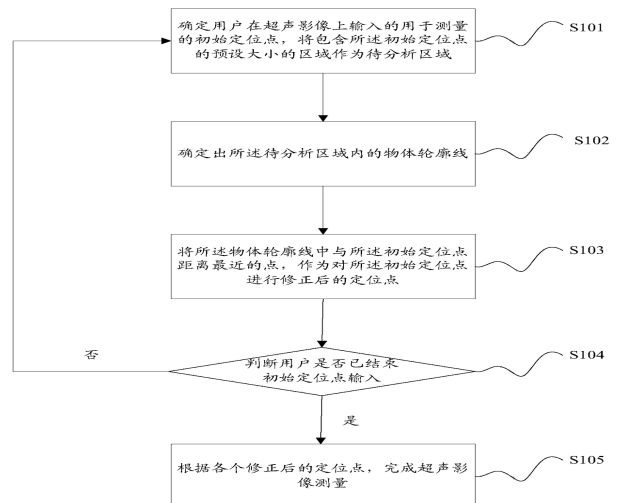 确定用户在超声影像上输入的用于测量
的初始定位点，将包含所述初始定位点
的预设大小的区域作为待分析区域
S101
确定出所述待分析区域内的物体轮廓线
S102
将所述物体轮廓线中与所述初始定位点
距离最近的点，作为对所述初始定位点
进行修正后的定位点
S103
否
判断用户是否已结束
初始定位点输入
S104
是
根据各个修正后的定位点，完成超声影
像测量
S105